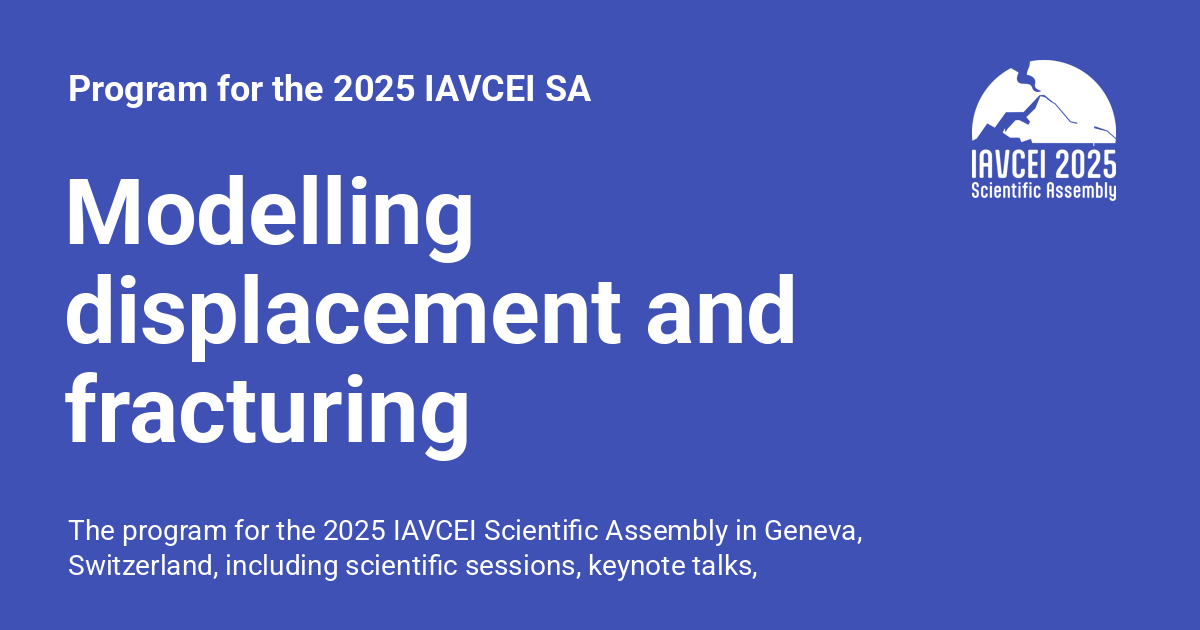 Program for the 2025 IAVCEI SA
IAVCEI 2025
Scientific Assembly
Modelling
displacement and
fracturing
The program for the 2025 IAVCEI Scientific Assembly in Geneva,
Switzerland, including scientific sessions, keynote talks,